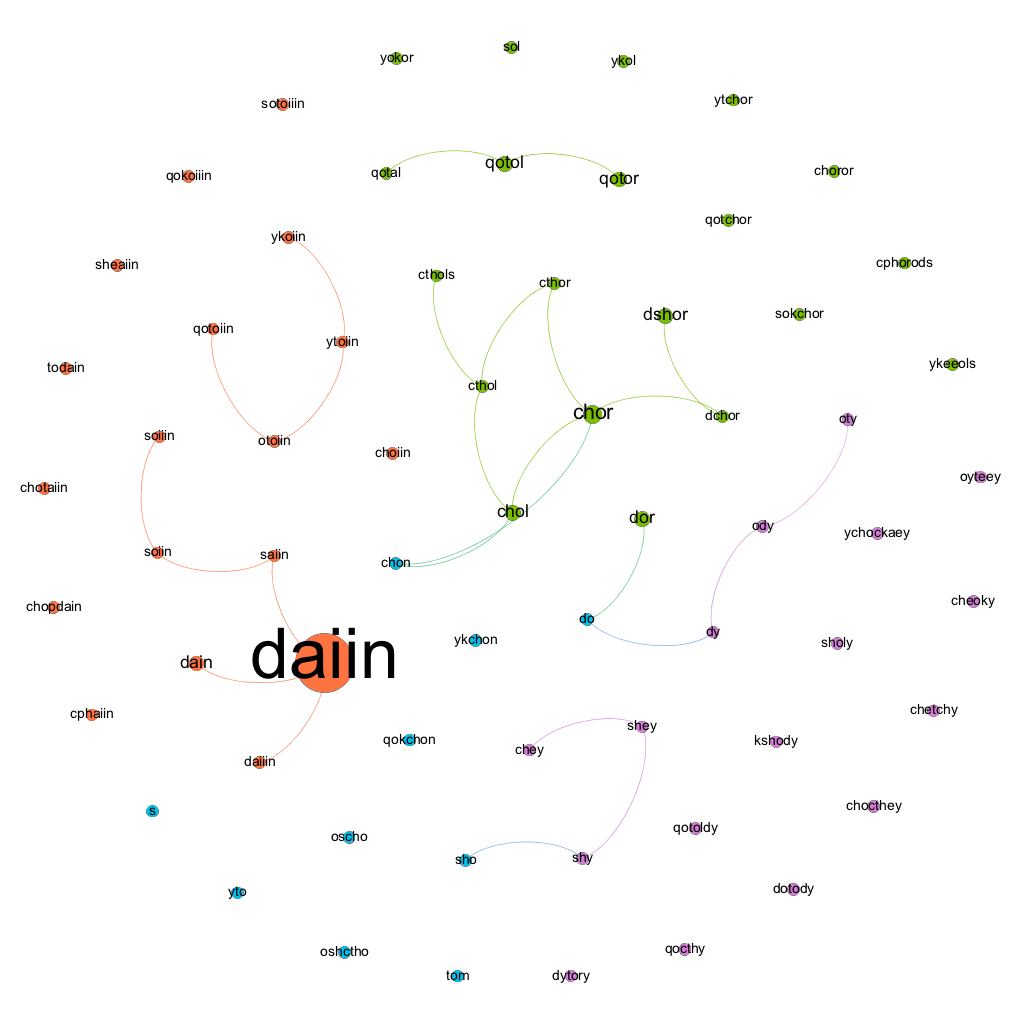 sol
yokor
ykol
ytchor
sotoiiin
qotol
qotal
qotor
choror
qokoiiin
qotchor
ykoiin
sheaiin
cphorods
cthols
cthor
dshor
sokchor
qotoiin
ytoiin
todain
ykeeols
cthol
chor
dchor
oty
soiiin
otoiin
choiin
oyteey
chotaiin
chol
dor
ody
ychockaey
soiin
saiin
chon
cheoky
chopdain
do
dy
ykchon
sholy
daiin
dain
cphaiin
chetchy
shey
kshody
qokchon
chey
daiiin
s
chocthey
qotoldy
oscho
sho
shy
yto
dotody
oshctho
qocthy
tom
dytory